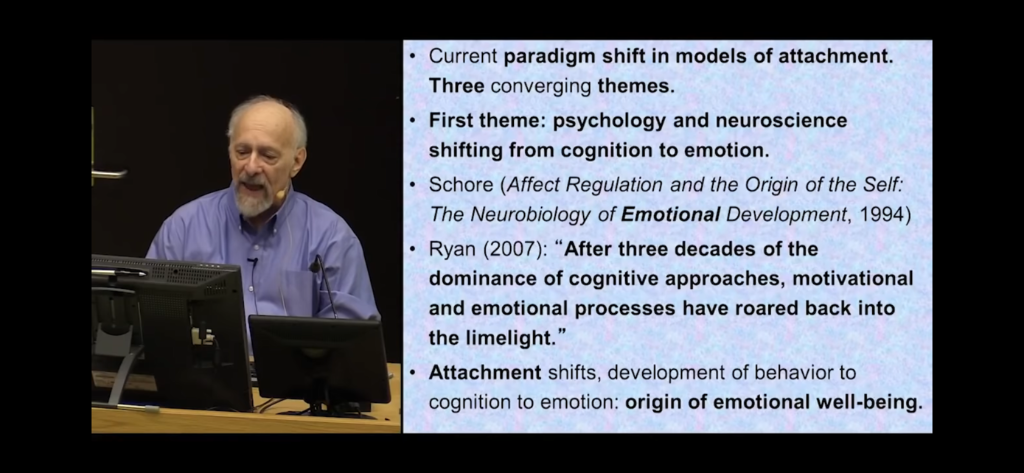 • Current paradigm shift in models of attachment.
Three converging themes.
• First theme: psychology and neuroscience
shifting from cognition to emotion.
• Schore (Affect Regulation and the Origin of the Self:
The Neurobiology of Emotional Development, 1994)
• Ryan (2007): “After three decades of the
dominance of cognitive approaches, motivational
and emotional processes have roared back into
the limelight.”
• Attachment shifts, development of behavior to
cognition to emotion: origin of emotional well-being.